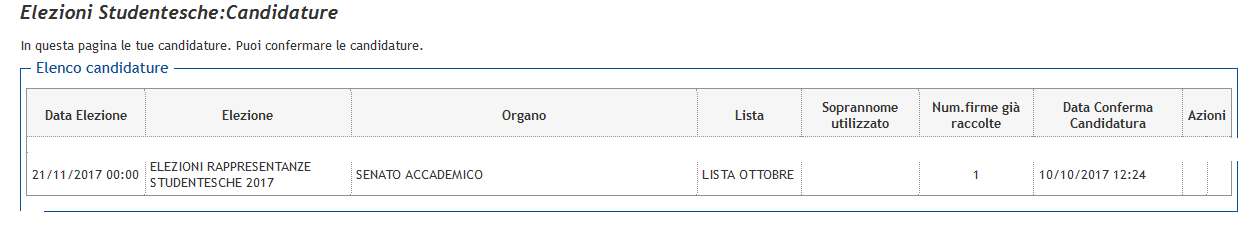 Elezioni Studentesche:Candidature
In questa pagina le tue candidature. Puoi confermare le candidature.
Elenco candidature
Data Elezione Elezione Organo Lista Soprannome utilizzato Num.firme già raccolte Data Conferma Candidatura Azioni
21/11/2017 00:00 ELEZIONI RAPPRESENTANZE STUDENTESCHE 2017 SENATO ACCADEMICO LISTA OTTOBRE 1 10/10/2017 12:24